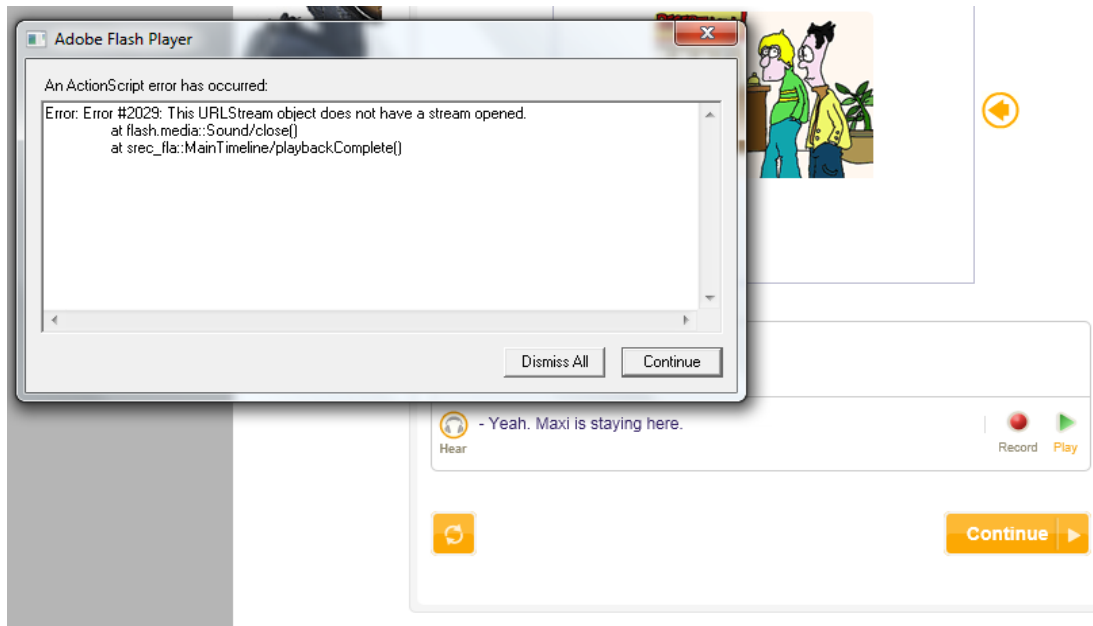 Adobe Flash Player
An ActionScript error has occurred:
Error: Error #2029: This URLStream object does not have a stream opened.
at flash.media::Sound/close()
at srec_fla::MainTimeline/playbackComplete()
Dismiss All
Continue
- Yeah. Maxi is staying here.
Hear
Record
Play
Continue